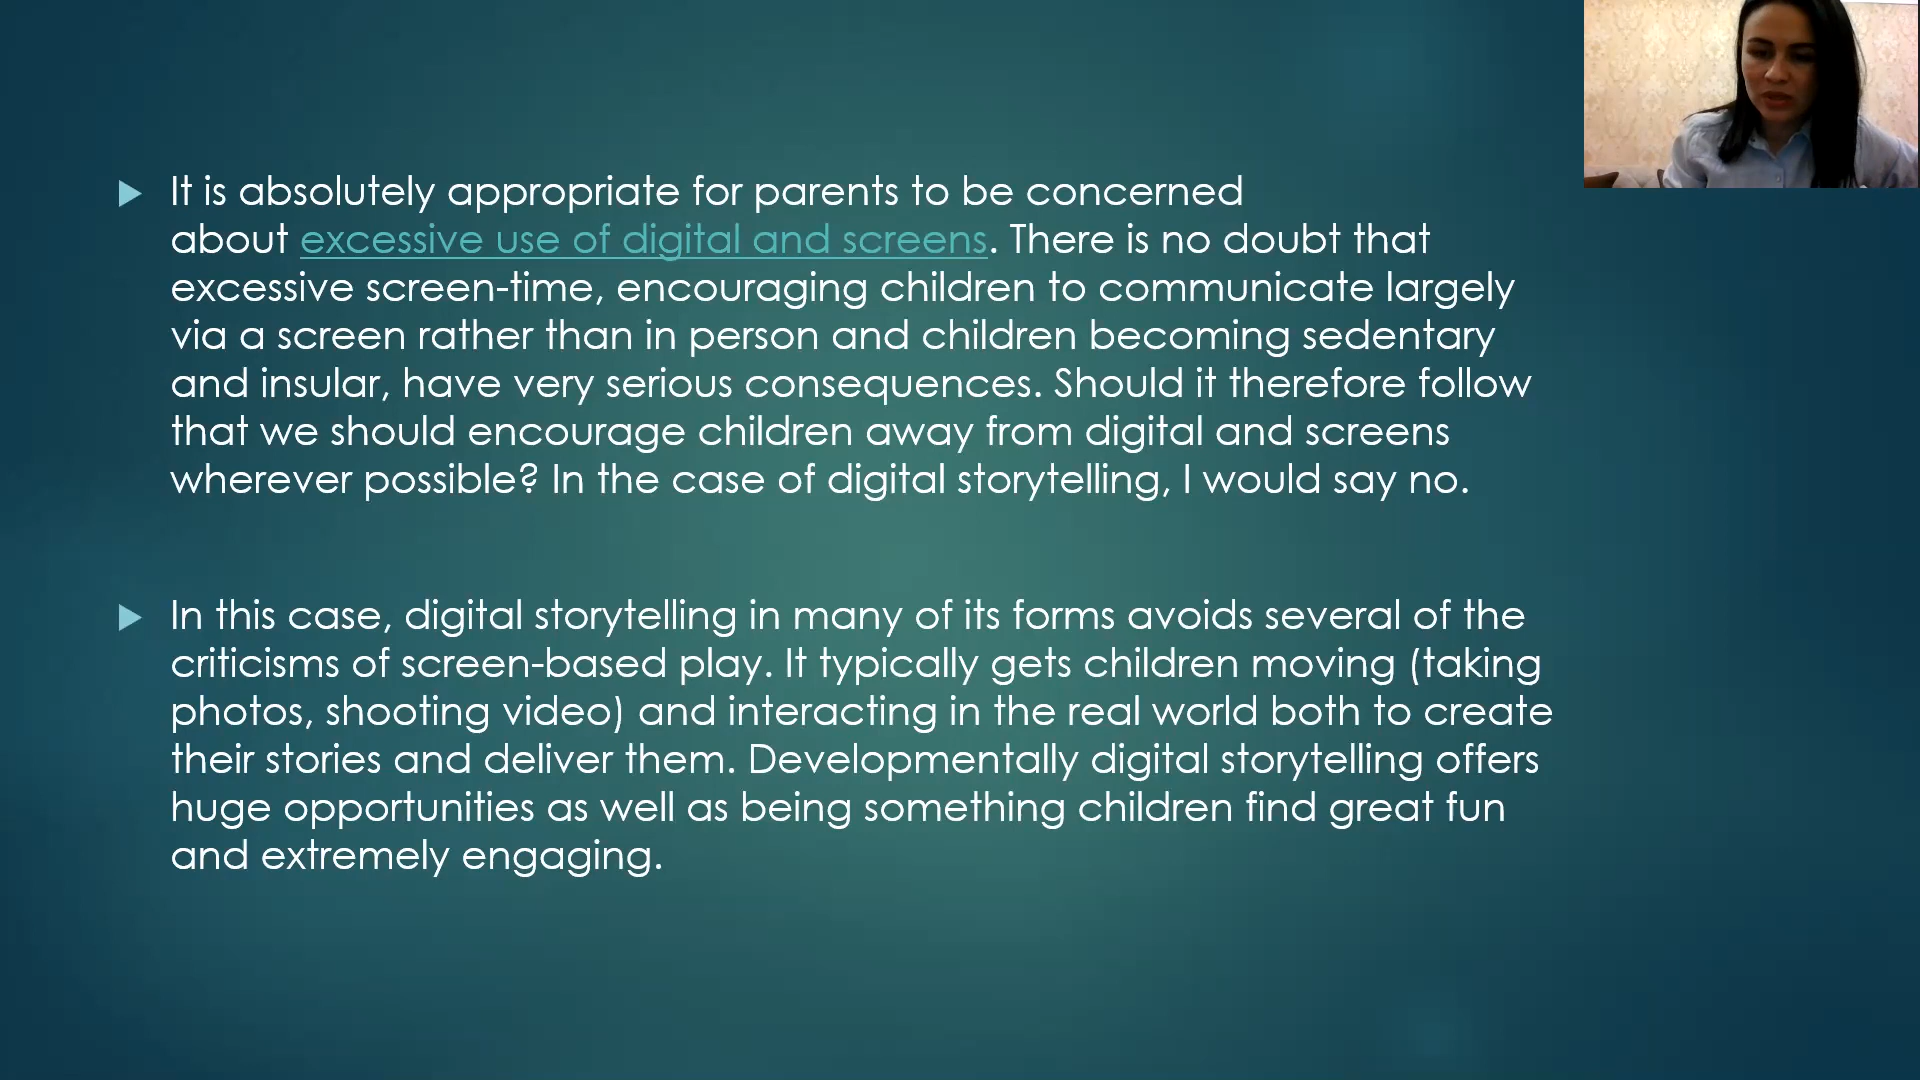 It is absolutely appropriate for parents to be concerned
about excessive use of digital and screens. There is no doubt that
excessive screen-time, encouraging children to communicate largely
via a screen rather than in person and children becoming sedentary
and insular, have very serious consequences. Should it therefore follow
that we should encourage children away from digital and screens
wherever possible? In the case of digital storytelling, I would say no.
In this case, digital storytelling in many of its forms avoids several of the
criticisms of screen-based play. It typically gets children moving (taking
photos, shooting video) and interacting in the real world both to create
their stories and deliver them. Developmentally digital storytelling offers
huge opportunities as well as being something children find great fun
and extremely engaging.